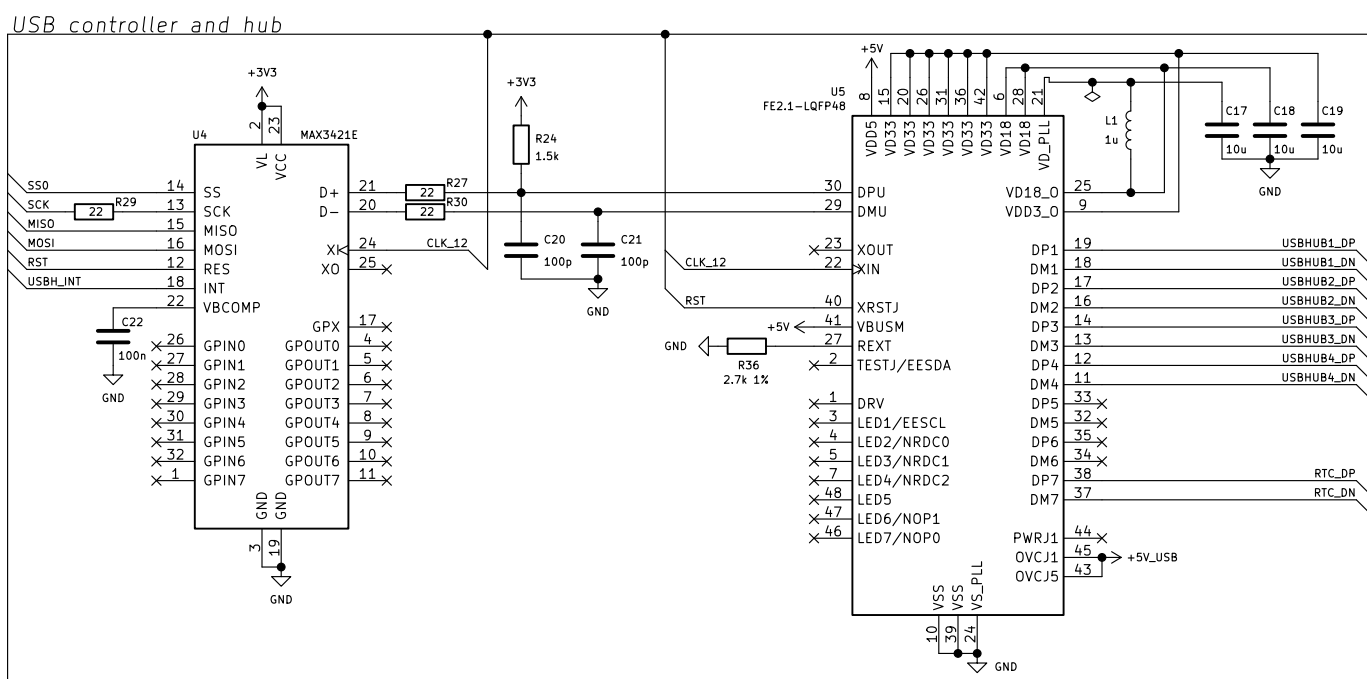 USB controller and hub
+3V3
U4
MAX3421E
2
23
VL
VCC
SS0
14
SS
SCK
22
R29
13
SCK
MISO
15
MISO
MOSI
16
MOSI
RST
12
RES
USBH_INT
18
INT
22
VBCOMP
C22
100n
GND
26
GPIN0
27
GPIN1
28
GPIN2
29
GPIN3
30
GPIN4
31
GPIN5
32
GPIN6
1
GPIN7
D+
21
D-
20
XI
24
CLK_12
XO
25
GPX
17
GPOUT0
4
GPOUT1
5
GPOUT2
6
GPOUT3
7
GPOUT4
8
GPOUT5
9
GPOUT6
10
GPOUT7
11
GND
GND
3
19
GND
22
R27
22
R30
+3V3
R24
1.5k
C20
100p
C21
100p
GND
U5
FE2.1-LQFP48
+5V
8
15
20
26
31
36
42
6
28
21
VDD5
VD33
VD33
VD33
VD33
VD33
VD33
VD18
VD18
VD_PLL
L1
1u
C17
10u
C18
10u
C19
10u
GND
30
DPU
29
DMU
23
XOUT
CLK_12
22
XIN
RST
40
XRSTJ
+5V
41
VBUSM
GND
R36
2.7k 1%
27
REXT
2
TESTJ/EESDA
1
DRV
3
LED1/EESCL
4
LED2/NRDC0
5
LED3/NRDC1
7
LED4/NRDC2
48
LED5
47
LED6/NOP1
46
LED7/NOP0
VD18_O
25
VDD3_O
9
DP1
19
USBHUB1_DP
DM1
18
USBHUB1_DN
DP2
17
USBHUB2_DP
DM2
16
USBHUB2_DN
DP3
14
USBHUB3_DP
DM3
13
USBHUB3_DN
DP4
12
USBHUB4_DP
DM4
11
USBHUB4_DN
DP5
33
DM5
32
DP6
35
DM6
34
DP7
38
RTC_DP
DM7
37
RTC_DN
PWRJ1
44
OVCJ1
45
+5V_USB
OVCJ5
43
VSS
VSS
VS_PLL
10
39
24
GND